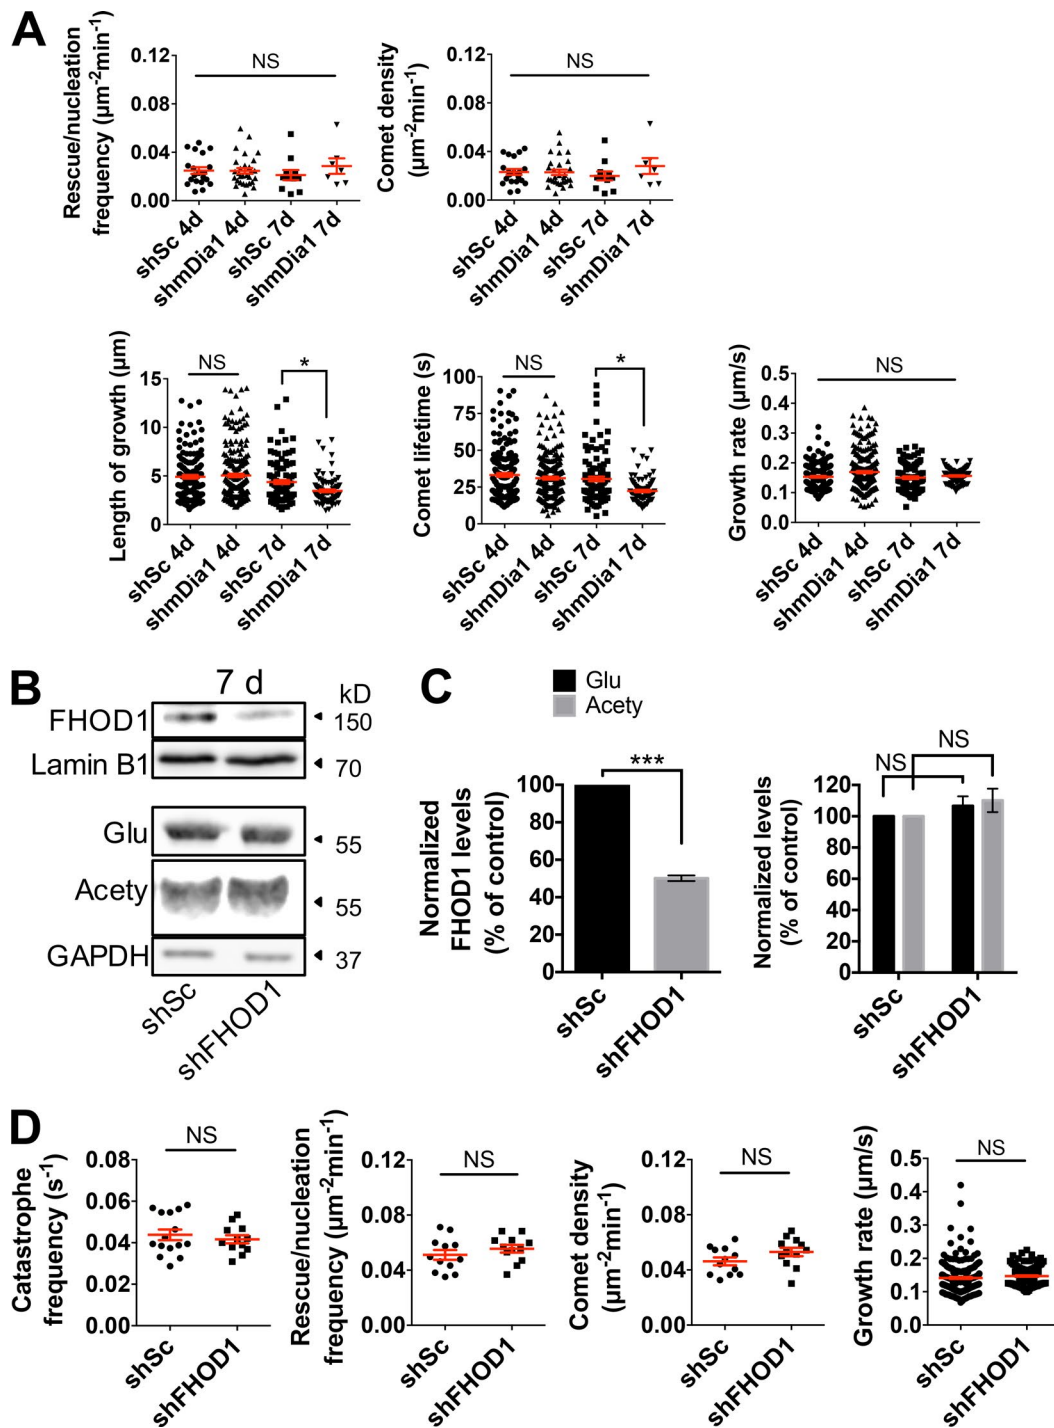 A
Rescue/nucleation
frequency (µm⁻²min⁻¹)
0.12
0.08
0.04
0.00
NS
shSc 4d
shmDia1 4d
shSc 7d
shmDia1 7d
Comet density
(µm⁻²min⁻¹)
0.12
0.08
0.04
0.00
NS
shSc 4d
shmDia1 4d
shSc 7d
shmDia1 7d
Length of growth (µm)
15
10
5
0
NS
*
shSc 4d
shmDia1 4d
shSc 7d
shmDia1 7d
Comet lifetime (s)
100
75
50
25
0
NS
*
shSc 4d
shmDia1 4d
shSc 7d
shmDia1 7d
Growth rate (µm/s)
0.5
0.4
0.3
0.2
0.1
0.0
NS
shSc 4d
shmDia1 4d
shSc 7d
shmDia1 7d
B
7 d
kD
FHOD1
150
Lamin B1
70
Glu
55
Acety
55
GAPDH
37
shSc
shFHOD1
C
Glu
Acety
Normalized
FHOD1 levels
(% of control)
100
80
60
40
20
0
***
shSc
shFHOD1
Normalized levels
(% of control)
120
100
80
60
40
20
0
NS
NS
shSc
shFHOD1
D
Catastrophe
frequency (s⁻¹)
0.08
0.06
0.04
0.02
0.00
NS
shSc
shFHOD1
Rescue/nucleation
frequency (µm⁻²min⁻¹)
0.12
0.08
0.04
0.00
NS
shSc
shFHOD1
Comet density
(µm⁻²min⁻¹)
0.12
0.08
0.04
0.00
NS
shSc
shFHOD1
Growth rate (µm/s)
0.5
0.4
0.3
0.2
0.1
0.0
NS
shSc
shFHOD1